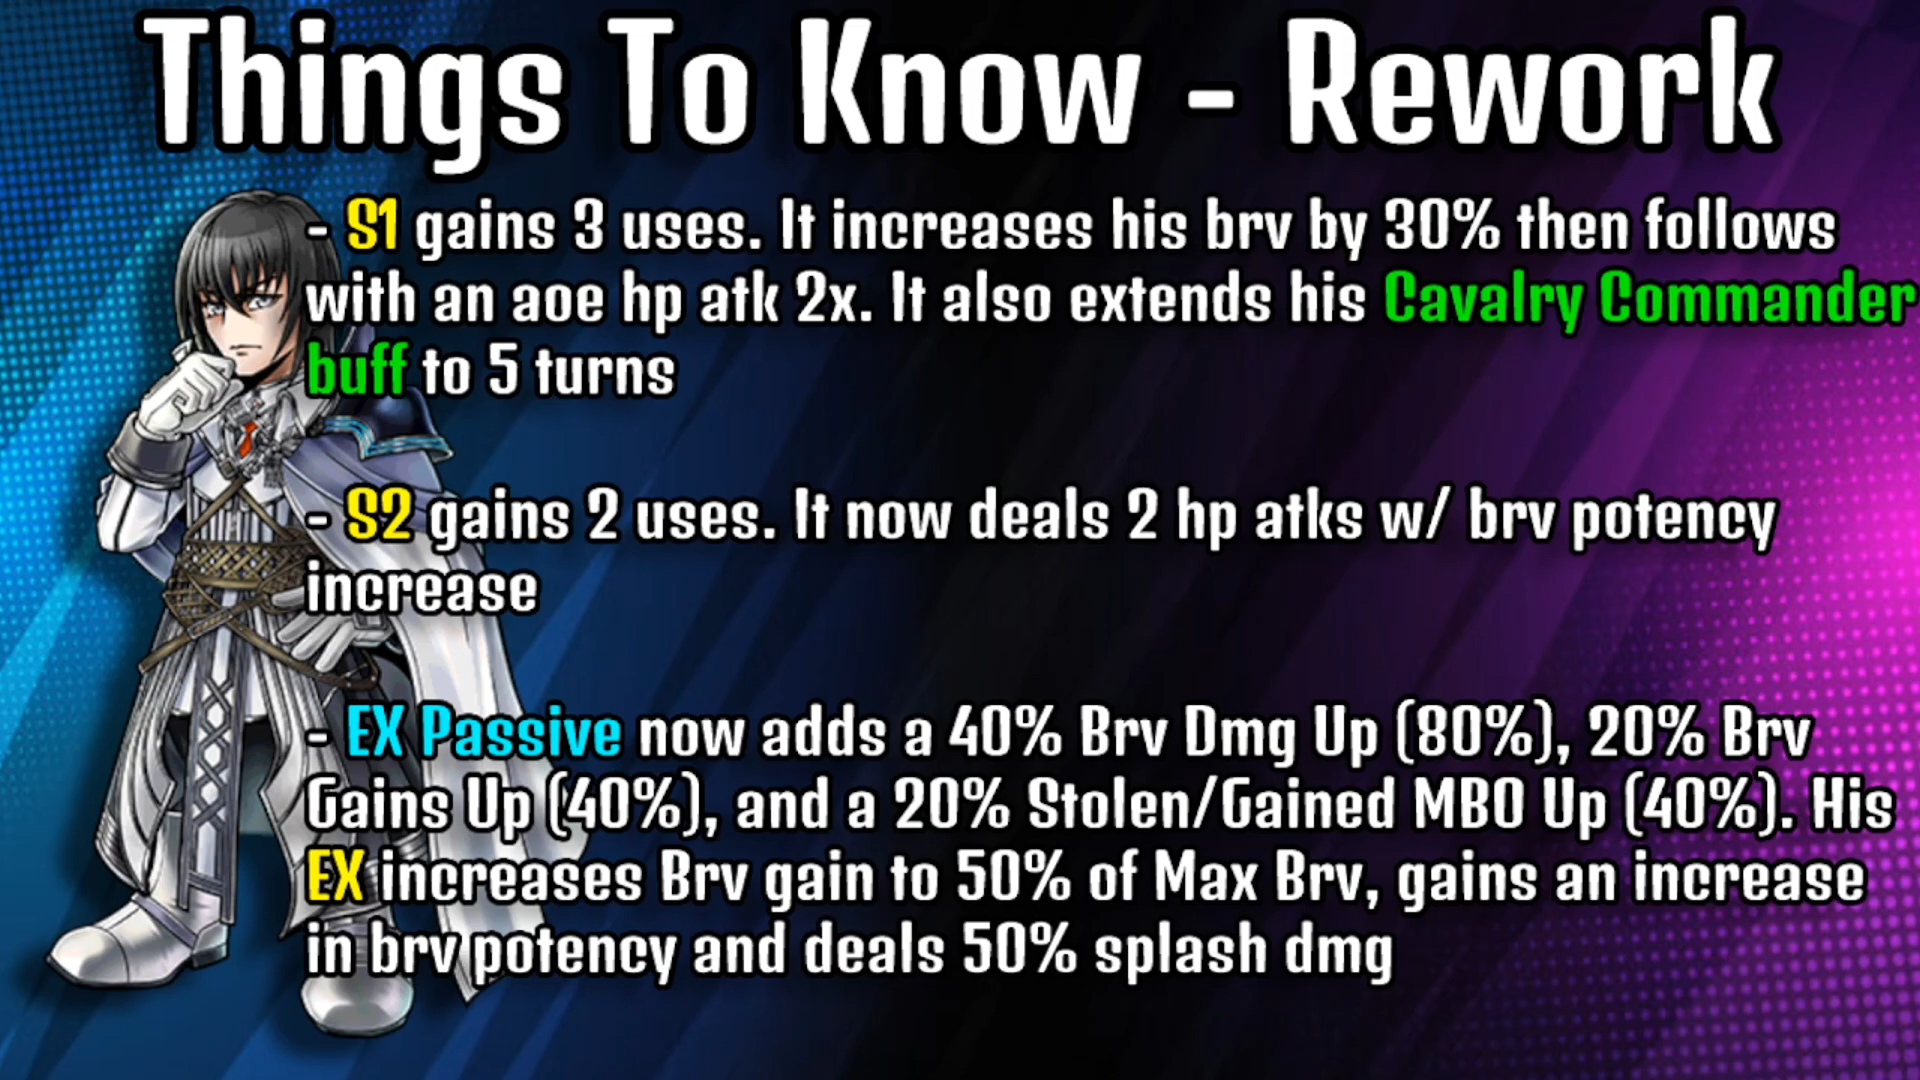 Things To Know - Rework
- S1 gains 3 uses. It increases his brv by 30% then follows
with an aoe hp atk 2x. It also extends his Cavalry Commander
buff to 5 turns
- S2 gains 2 uses. It now deals 2 hp atks w/ brv potency
increase
- EX Passive now adds a 40% Brv Dmg Up (80%), 20% Brv
Gains Up (40%), and a 20% Stolen/Gained MBO Up (40%). His
EX increases Brv gain to 50% of Max Brv, gains an increase
in brv potency and deals 50% splash dmg